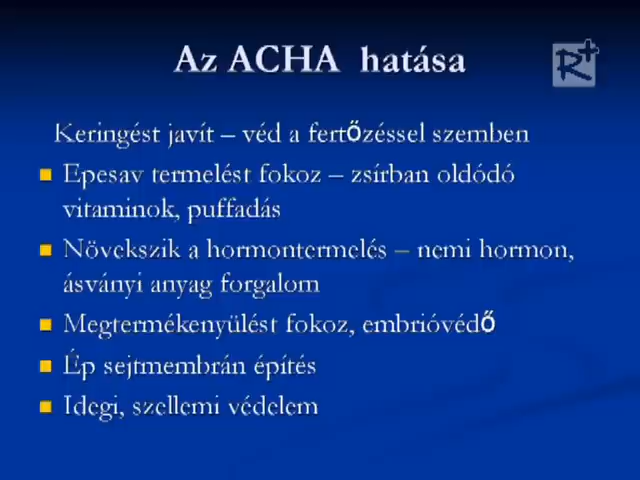 Az ACHA hatása
R+
Keringést javít – véd a fertőzéssel szemben
Epesav termelést fokoz – zsírban oldódó
vitaminok, puffadás
Növekszik a hormontermelés – nemi hormon,
ásványi anyag forgalom
Megtermékenyülést fokoz, embrióvédő
Ép sejtmembrán építés
Idegi, szellemi védelem